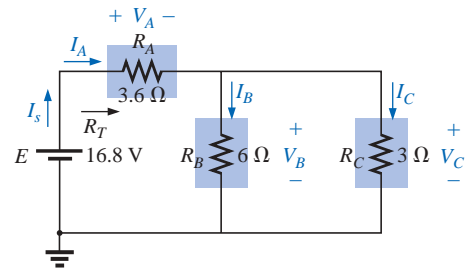 + V_A −
I_A
R_A
3.6 Ω
I_s
R_T
I_B
I_C
E
16.8 V
R_B
6 Ω
+
V_B
−
R_C
3 Ω
+
V_C
−